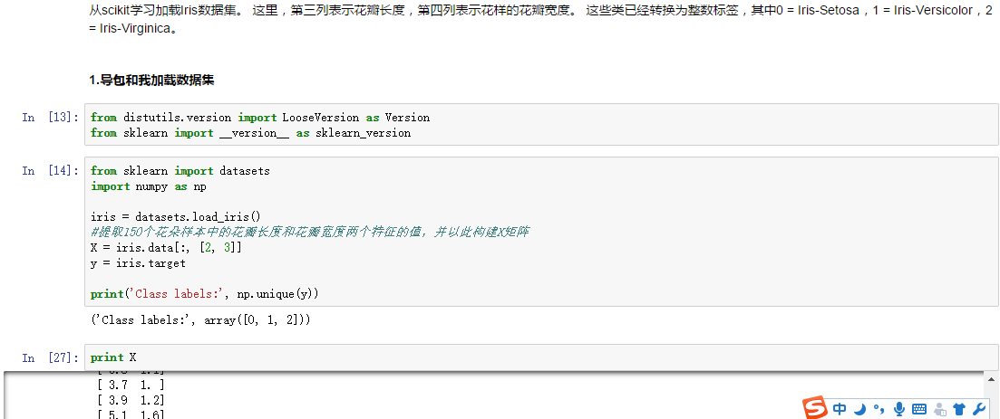 从scikit学习加载Iris数据集。 这里，第三列表示花瓣长度，第四列表示花样的花瓣宽度。 这些类已经转换为整数标签，其中0 = Iris-Setosa，1 = Iris-Versicolor，2
= Iris-Virginica。
1.导包和我加载数据集
In [13]: from distutils.version import LooseVersion as Version
from sklearn import __version__ as sklearn_version
In [14]: from sklearn import datasets
import numpy as np
iris = datasets.load_iris()
#提取150个花朵样本中的花瓣长度和花瓣宽度两个特征的值，并以此构建X矩阵
X = iris.data[:, [2, 3]]
y = iris.target
print('Class labels:', np.unique(y))
('Class labels:', array([0, 1, 2]))
In [27]: print X
[ 3.7 1. ]
[ 3.9 1.2]
[ 5.1 1.6]
S 中